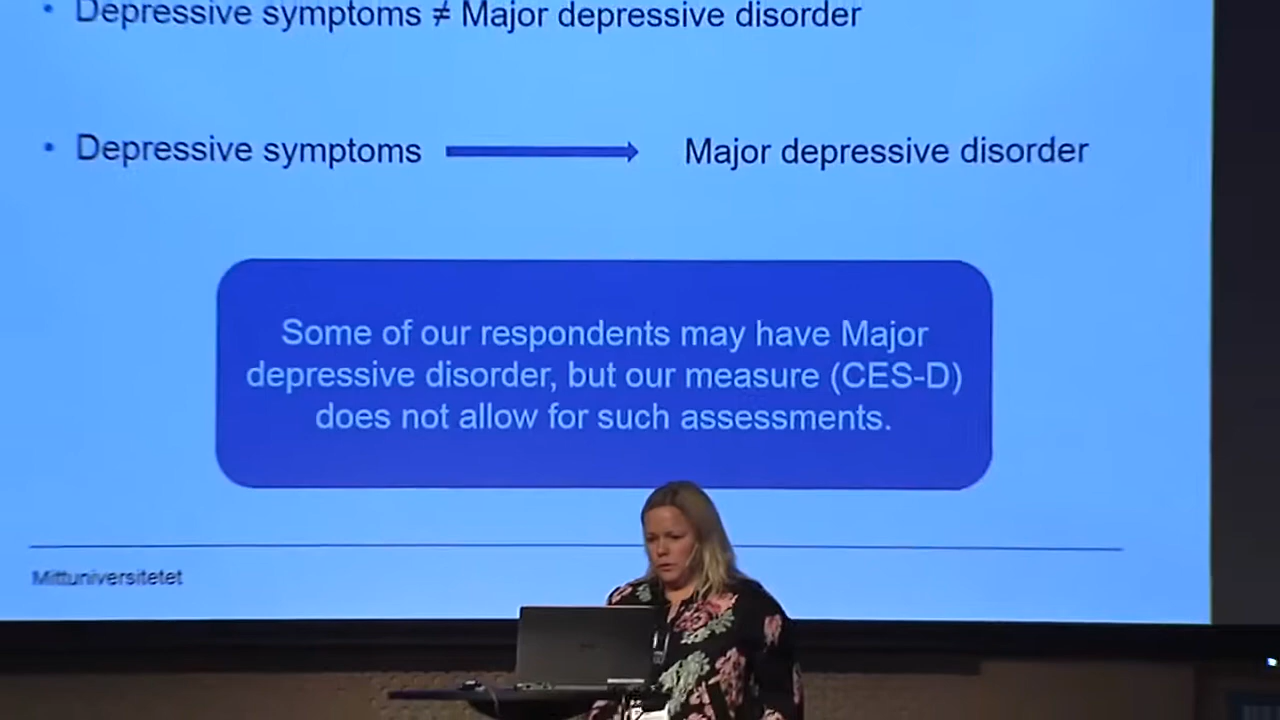 • Depressive symptoms ≠ Major depressive disorder
• Depressive symptoms → Major depressive disorder
Some of our respondents may have Major
depressive disorder, but our measure (CES-D)
does not allow for such assessments.
Mittuniversitetet